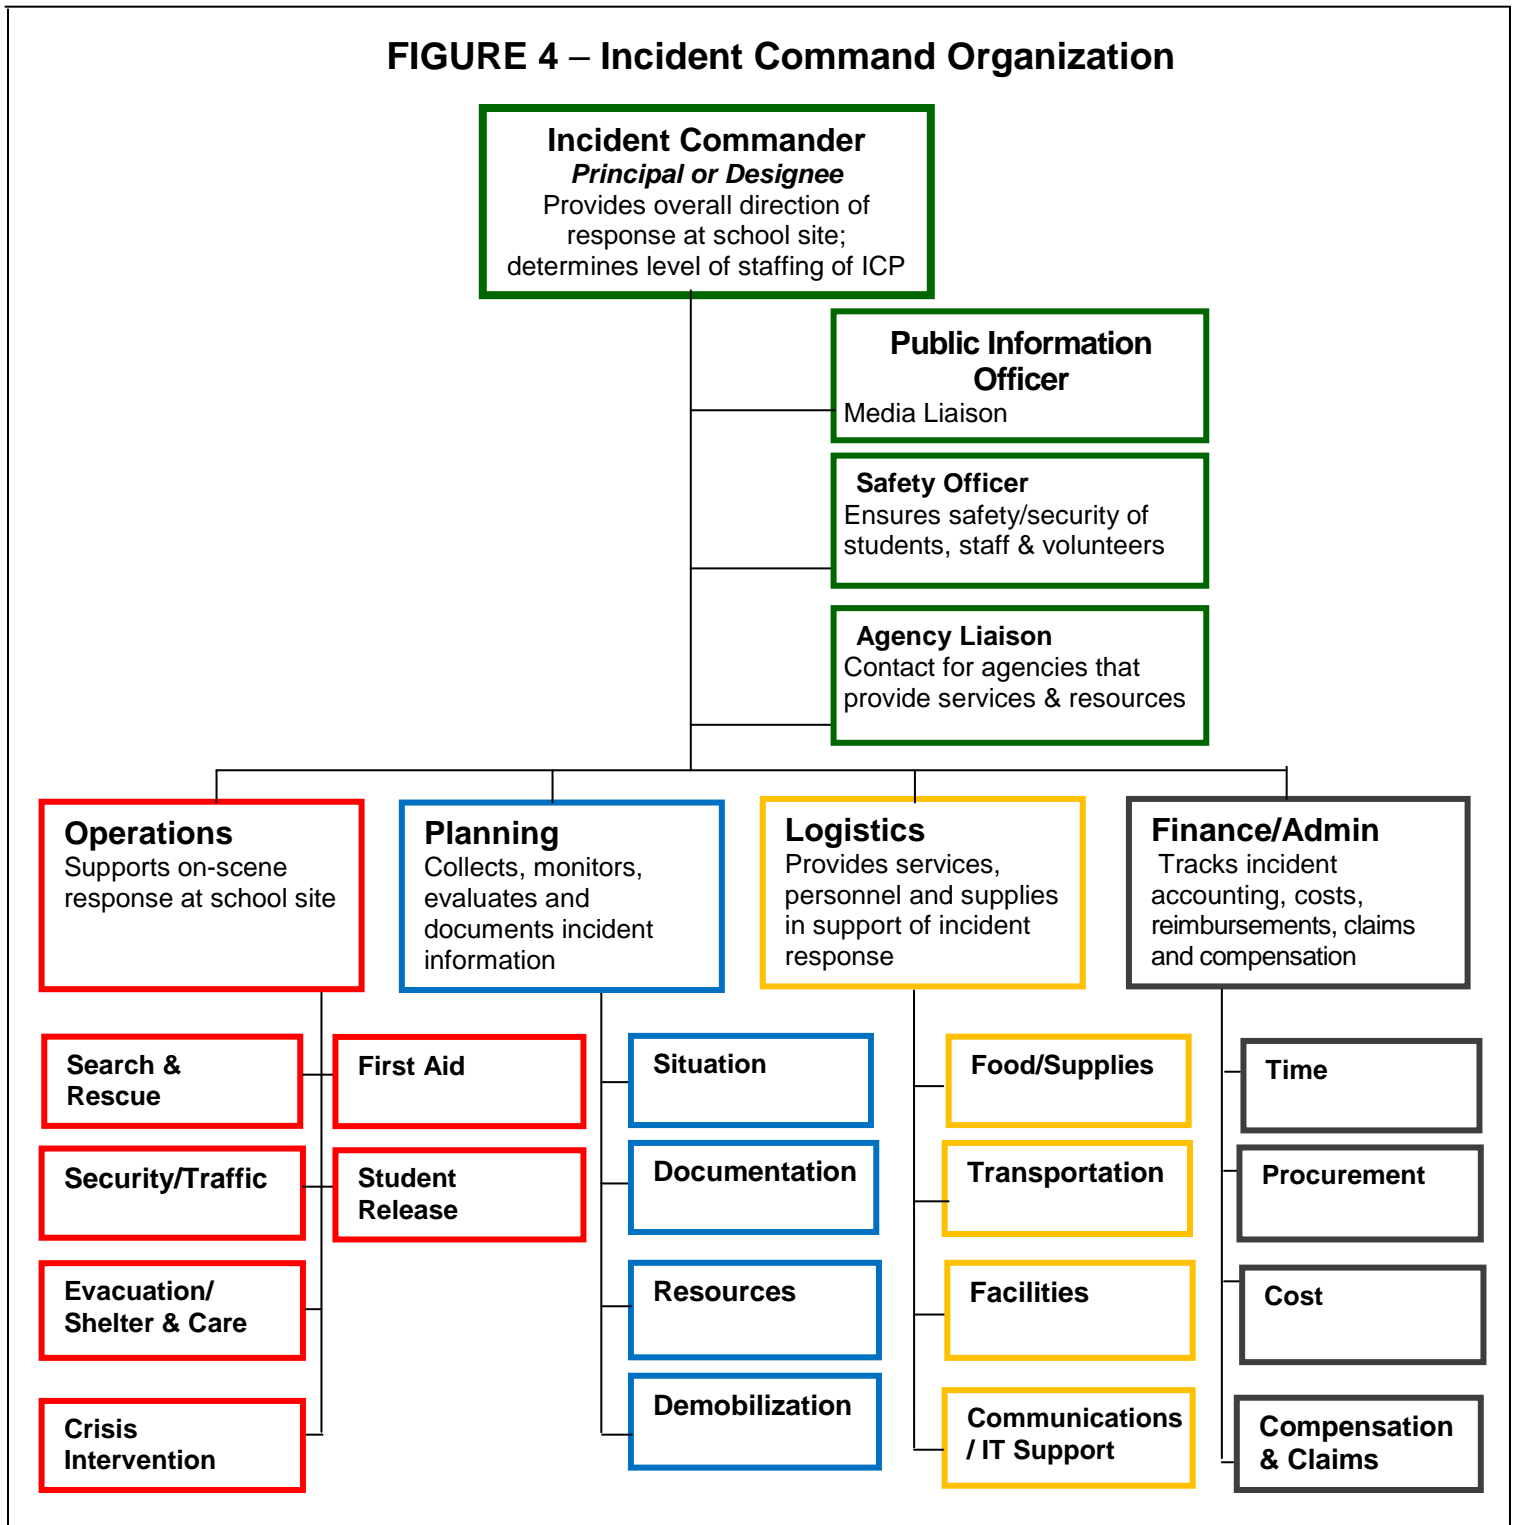 FIGURE 4 – Incident Command Organization
Incident Commander
Principal or Designee
Provides overall direction of
response at school site;
determines level of staffing of ICP
Public Information
Officer
Media Liaison
Safety Officer
Ensures safety/security of
students, staff & volunteers
Agency Liaison
Contact for agencies that
provide services & resources
Operations
Supports on-scene
response at school site
Planning
Collects, monitors,
evaluates and
documents incident
information
Logistics
Provides services,
personnel and supplies
in support of incident
response
Finance/Admin
Tracks incident
accounting, costs,
reimbursements, claims
and compensation
Search &
Rescue
First Aid
Security/Traffic
Student
Release
Evacuation/
Shelter & Care
Crisis
Intervention
Situation
Documentation
Resources
Demobilization
Food/Supplies
Transportation
Facilities
Communications
/ IT Support
Time
Procurement
Cost
Compensation
& Claims